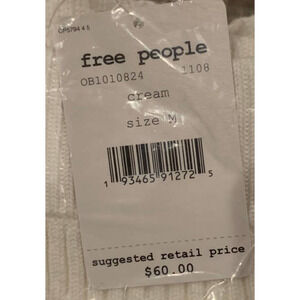 free people
OB1010824 1108
cream
size M
1 93465 91272 5
suggested retail price
$60.00